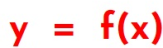 y = f(x)